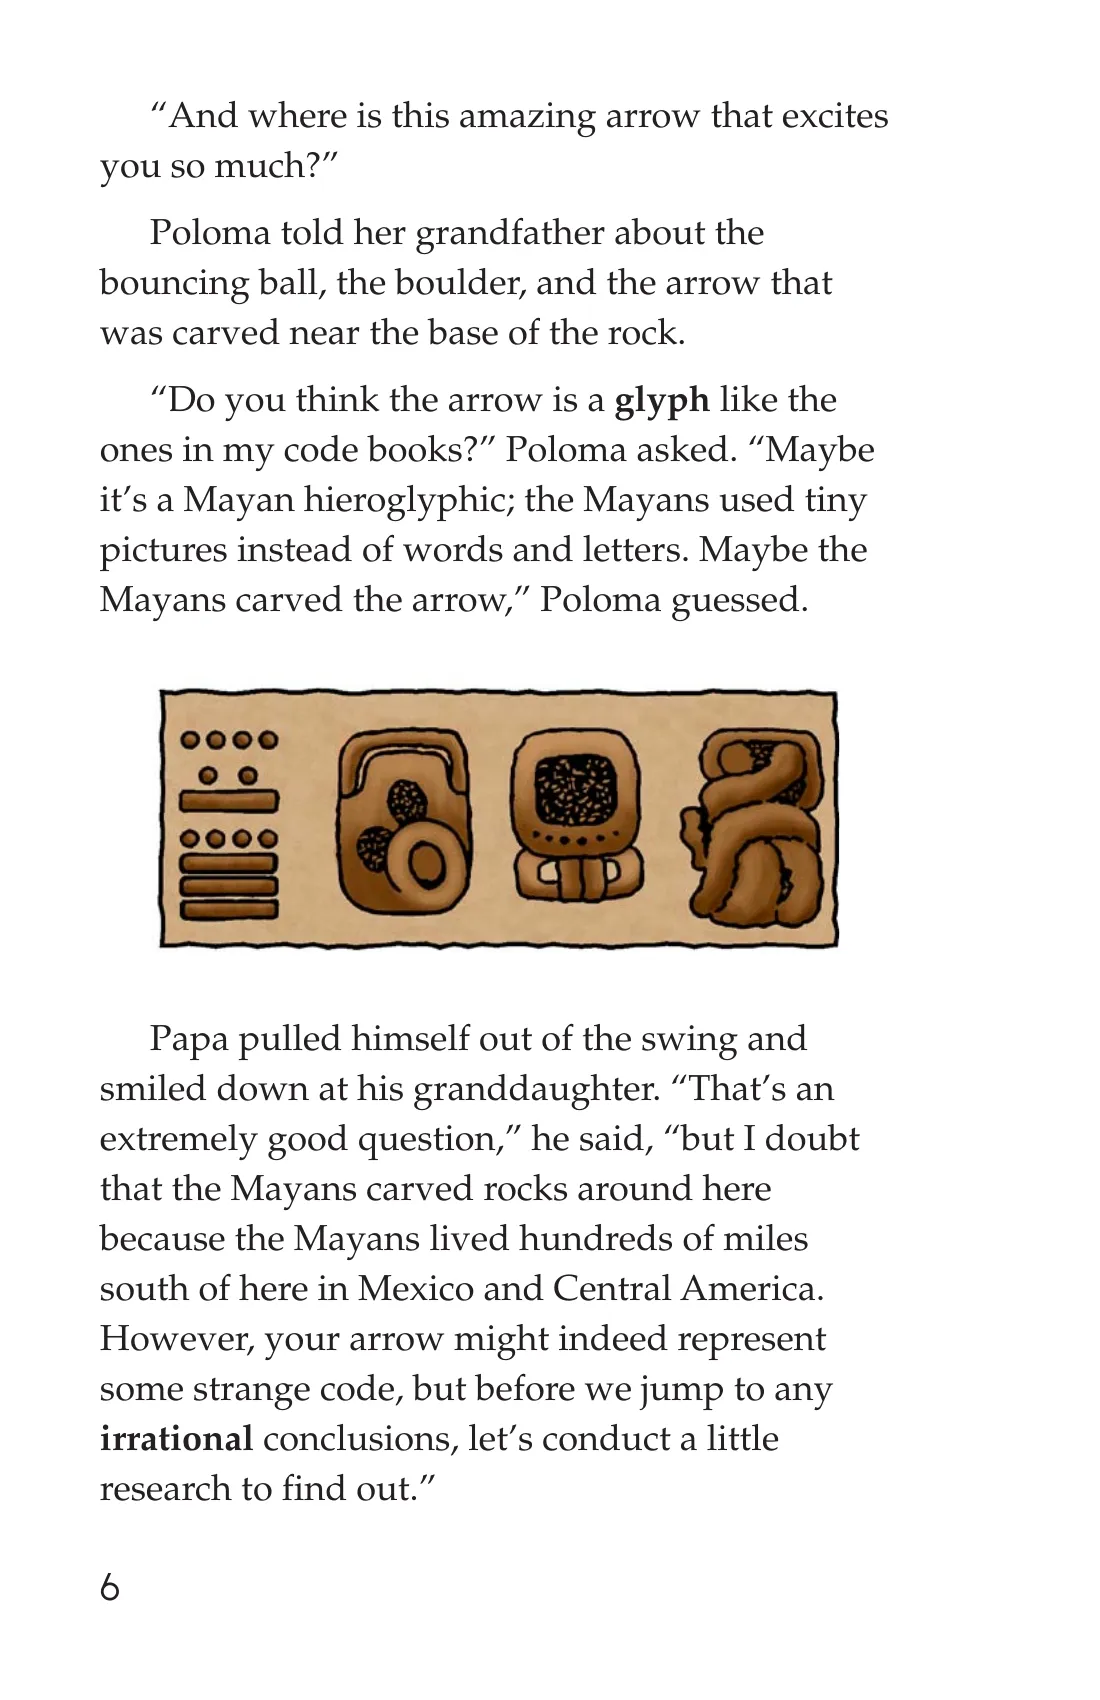 “And where is this amazing arrow that excites
you so much?”
Poloma told her grandfather about the
bouncing ball, the boulder, and the arrow that
was carved near the base of the rock.
“Do you think the arrow is a glyph like the
ones in my code books?” Poloma asked. “Maybe
it’s a Mayan hieroglyphic; the Mayans used tiny
pictures instead of words and letters. Maybe the
Mayans carved the arrow,” Poloma guessed.
Papa pulled himself out of the swing and
smiled down at his granddaughter. “That’s an
extremely good question,” he said, “but I doubt
that the Mayans carved rocks around here
because the Mayans lived hundreds of miles
south of here in Mexico and Central America.
However, your arrow might indeed represent
some strange code, but before we jump to any
irrational conclusions, let’s conduct a little
research to find out.”
6